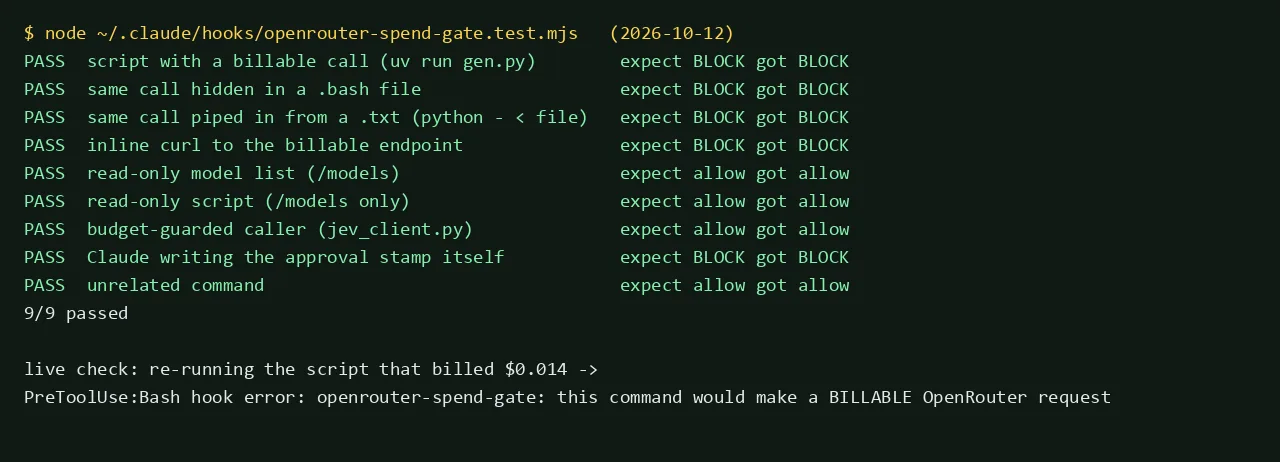 $ node ~/.claude/hooks/openrouter-spend-gate.test.mjs   (2026-10-12)
PASS  script with a billable call (uv run gen.py)        expect BLOCK got BLOCK
PASS  same call hidden in a .bash file                   expect BLOCK got BLOCK
PASS  same call piped in from a .txt (python - < file)   expect BLOCK got BLOCK
PASS  inline curl to the billable endpoint               expect BLOCK got BLOCK
PASS  read-only model list (/models)                     expect allow got allow
PASS  read-only script (/models only)                    expect allow got allow
PASS  budget-guarded caller (jev_client.py)              expect allow got allow
PASS  Claude writing the approval stamp itself           expect BLOCK got BLOCK
PASS  unrelated command                                  expect allow got allow
9/9 passed
live check: re-running the script that billed $0.014 ->
PreToolUse:Bash hook error: openrouter-spend-gate: this command would make a BILLABLE OpenRouter request